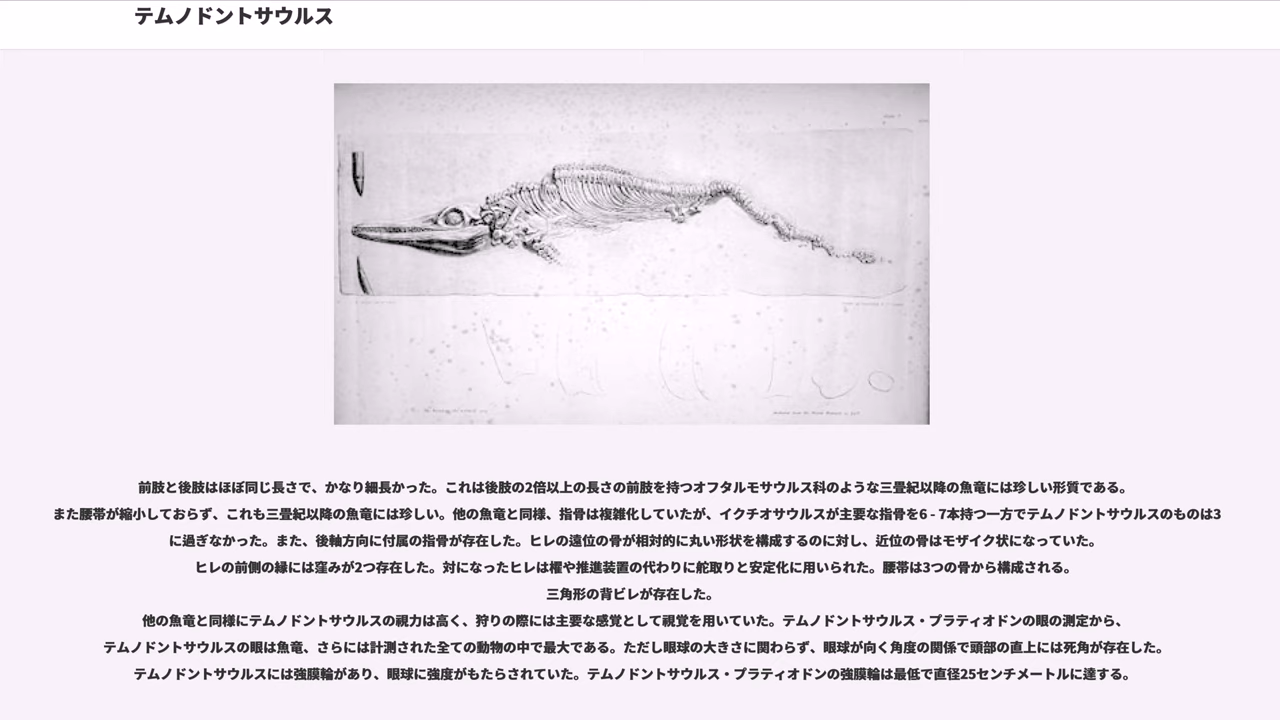 テムノドントサウルス
前肢と後肢はほぼ同じ長さで、かなり細長かった。これは後肢の2倍以上の長さの前肢を持つオフタルモサウルス科のような三畳紀以降の魚竜には珍しい形質である。
また腰帯が縮小しておらず、これも三畳紀以降の魚竜には珍しい。他の魚竜と同様、指骨は複雑化していたが、イクチオサウルスが主要な指骨を6 - 7本持つ一方でテムノドントサウルスのものは3
に過ぎなかった。また、後軸方向に付属の指骨が存在した。ヒレの遠位の骨が相対的に丸い形状を構成するのに対し、近位の骨はモザイク状になっていた。
ヒレの前側の縁には窪みが2つ存在した。対になったヒレは櫂や推進装置の代わりに舵取りと安定化に用いられた。腰帯は3つの骨から構成される。
三角形の背ビレが存在した。
他の魚竜と同様にテムノドントサウルスの視力は高く、狩りの際には主要な感覚として視覚を用いていた。テムノドントサウルス・プラティオドンの眼の測定から、
テムノドントサウルスの眼は魚竜、さらには計測された全ての動物の中で最大である。ただし眼球の大きさに関わらず、眼球が向く角度の関係で頭部の直上には死角が存在した。
テムノドントサウルスには強膜輪があり、眼球に強度がもたらされていた。テムノドントサウルス・プラティオドンの強膜輪は最低で直径25センチメートルに達する。